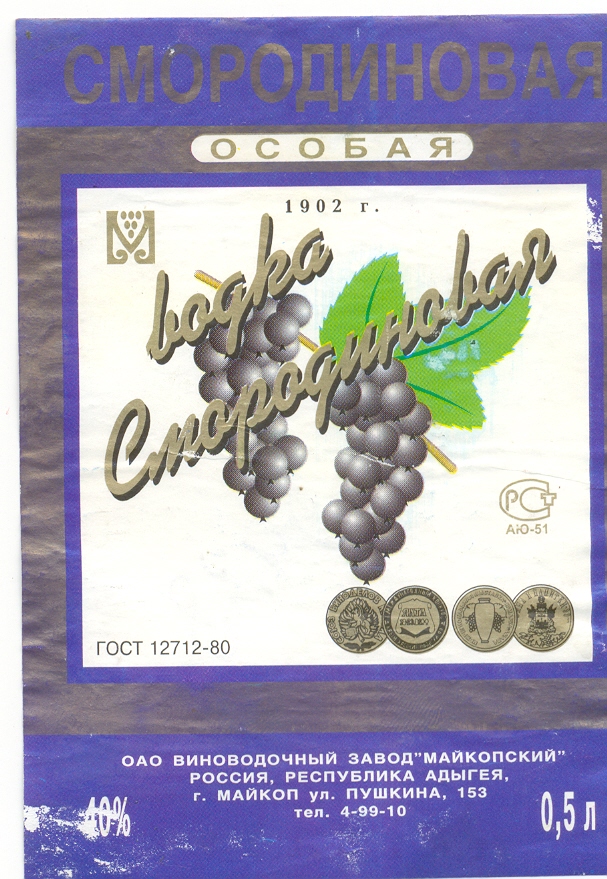 СМОРОДИНОВАЯ
ОСОБАЯ
1902 г.
водка
Смородиновая
РСТ
АЮ-51
ГОСТ 12712-80
ОАО ВИНОВОДОЧНЫЙ ЗАВОД"МАЙКОПСКИЙ"
РОССИЯ, РЕСПУБЛИКА АДЫГЕЯ,
г. МАЙКОП ул. ПУШКИНА, 153
тел. 4-99-10
40%
0,5 л